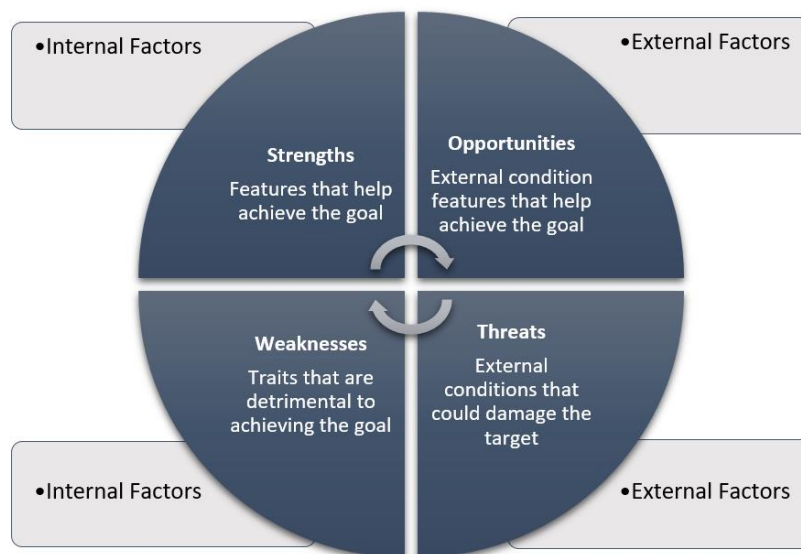 •Internal Factors
•External Factors
Strengths
Features that help
achieve the goal
Opportunities
External condition
features that help
achieve the goal
Weaknesses
Traits that are
detrimental to
achieving the goal
Threats
External
conditions that
could damage the
target
•Internal Factors
•External Factors